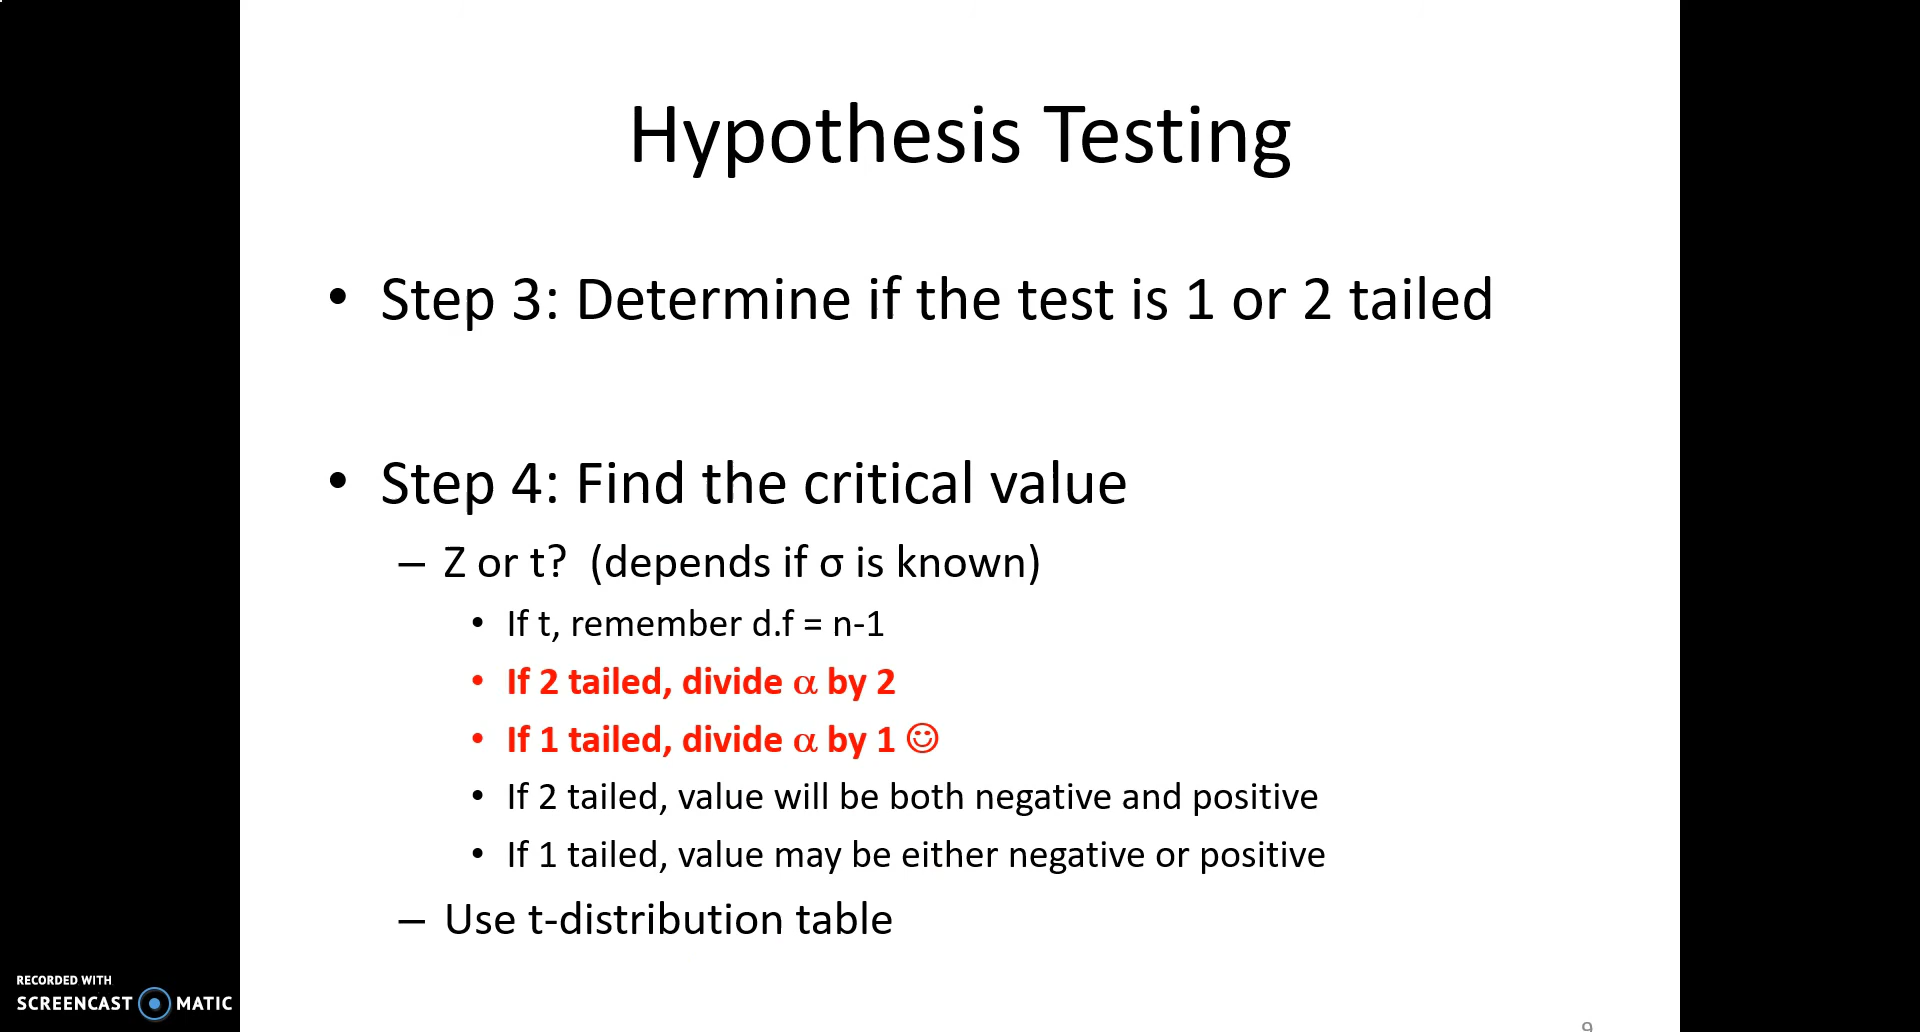 Hypothesis Testing
• Step 3: Determine if the test is 1 or 2 tailed
• Step 4: Find the critical value
– Z or t?  (depends if σ is known)
• If t, remember d.f = n-1
• If 2 tailed, divide α by 2
• If 1 tailed, divide α by 1 ☺
• If 2 tailed, value will be both negative and positive
• If 1 tailed, value may be either negative or positive
– Use t-distribution table
RECORDED WITH
SCREENCAST MATIC
9